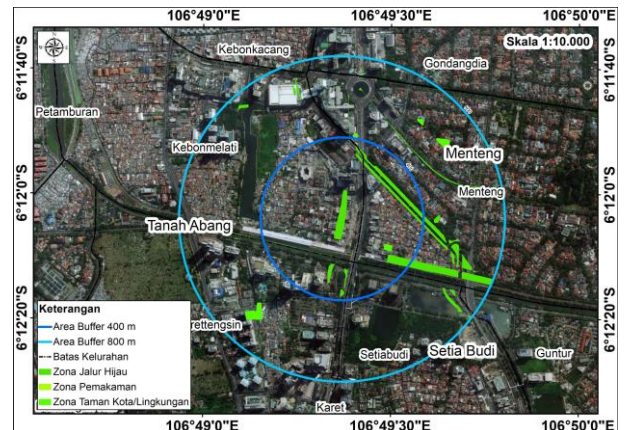 106°49'0"E
106°49'30"E
106°50'0"E
Skala 1:10.000
Kebonkacang
Gondangdia
6°11'40"S
6°11'40"S
Petamburan
Kebonmelati
Menteng
Menteng
6°12'0"S
6°12'0"S
Tanah Abang
Keterangan
Area Buffer 400 m
Area Buffer 800 m
Batas Kelurahan
Zona Jalur Hijau
Zona Pemakaman
Zona Taman Kota/Lingkungan
rettengsin
6°12'20"S
6°12'20"S
Setiabudi
Setia Budi
Guntur
Karet
106°49'0"E
106°49'30"E
106°50'0"E